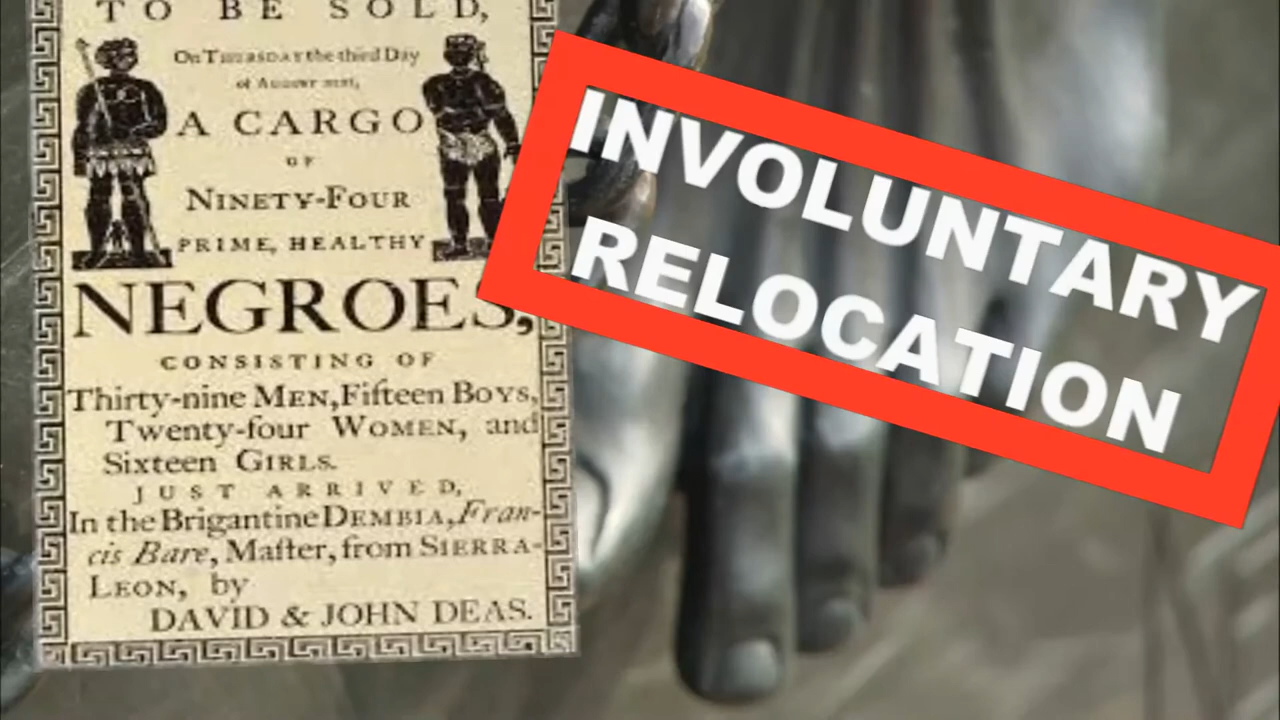 TO BE SOLD,
On THURSDAY the third Day
of AUGUST next,
A CARGO
OF
NINETY-FOUR
PRIME, HEALTHY
NEGROES,
CONSISTING OF
Thirty-nine MEN, Fifteen BOYS,
Twenty-four WOMEN, and
Sixteen GIRLS.
JUST ARRIVED,
In the Brigantine DEMBIA, Fran-
cis Bare, Maſter, from SIERRA-
LEON, by
DAVID & JOHN DEAS.
INVOLUNTARY
RELOCATION